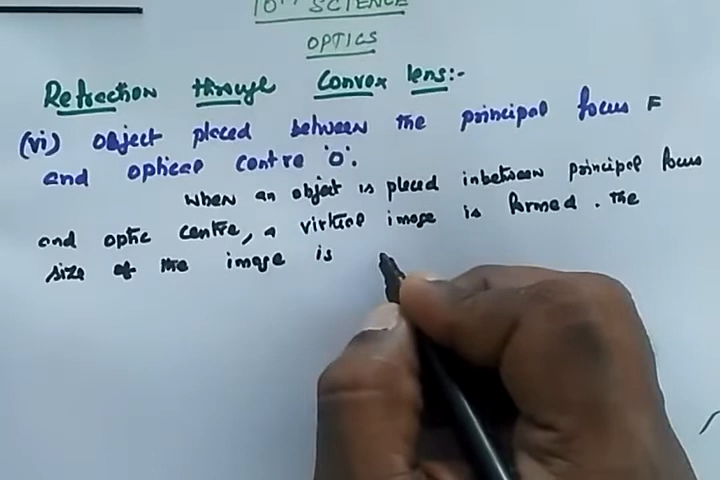 10th SCIENCE
OPTICS
Refraction through Convex lens:-
(vi) object placed between the principal focus F
and optical centre 'O'.
When an object is placed inbetween principal focus
and optic centre, a virtual image is formed. The
size of the image is